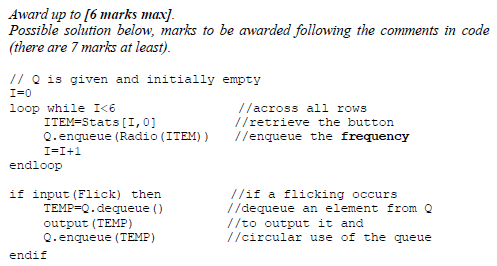 Award up to [6 marks max].
Possible solution below, marks to be awarded following the comments in code
(there are 7 marks at least).
// Q is given and initially empty
I=0
loop while I<6 //across all rows
ITEM=Stats[I,0] //retrieve the button
Q.enqueue(Radio(ITEM)) //enqueue the frequency
I=I+1
endloop
if input(Flick) then //if a flicking occurs
TEMP=Q.dequeue() //dequeue an element from Q
output(TEMP) //to output it and
Q.enqueue(TEMP) //circular use of the queue
endif